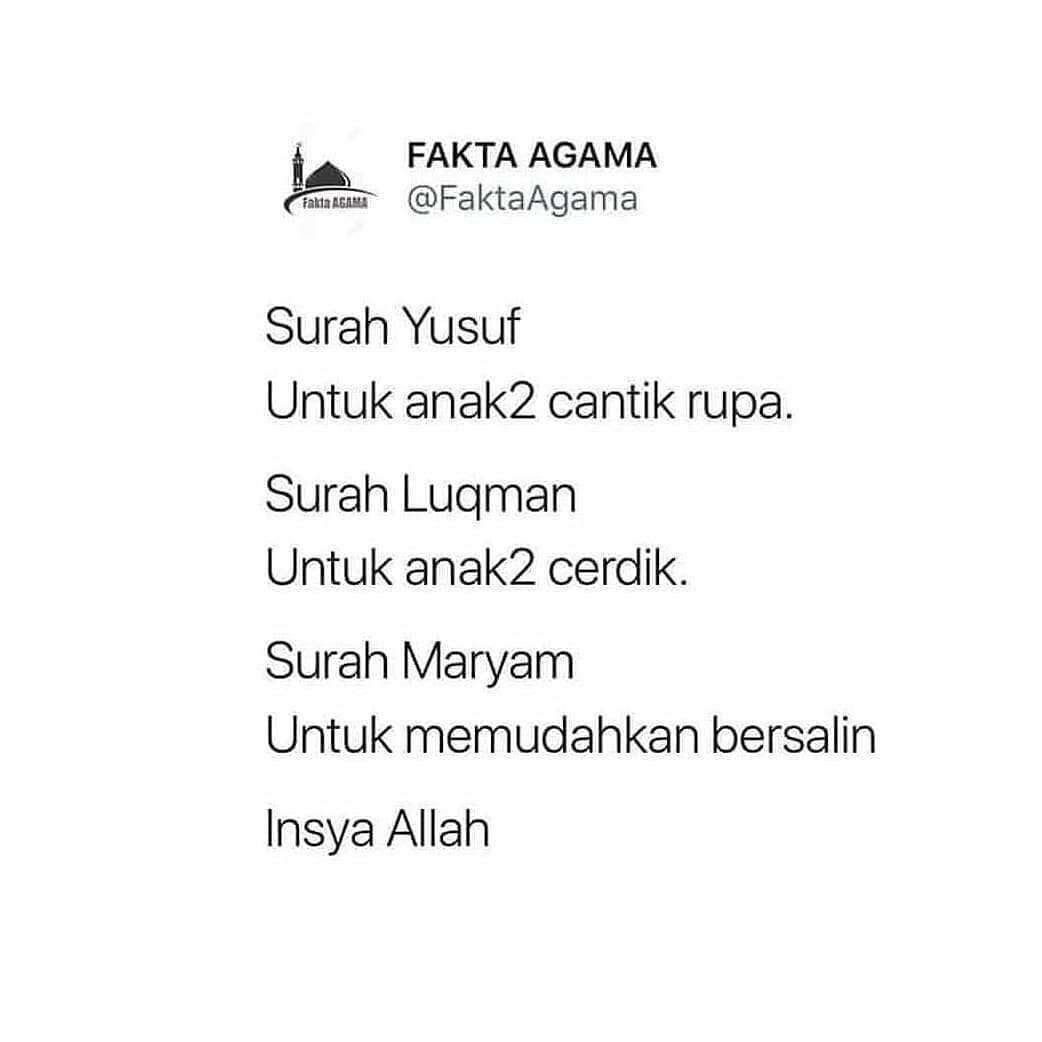 FAKTA AGAMA
@FaktaAgama
Fakta AGAMA
Surah Yusuf
Untuk anak2 cantik rupa.
Surah Luqman
Untuk anak2 cerdik.
Surah Maryam
Untuk memudahkan bersalin
Insya Allah